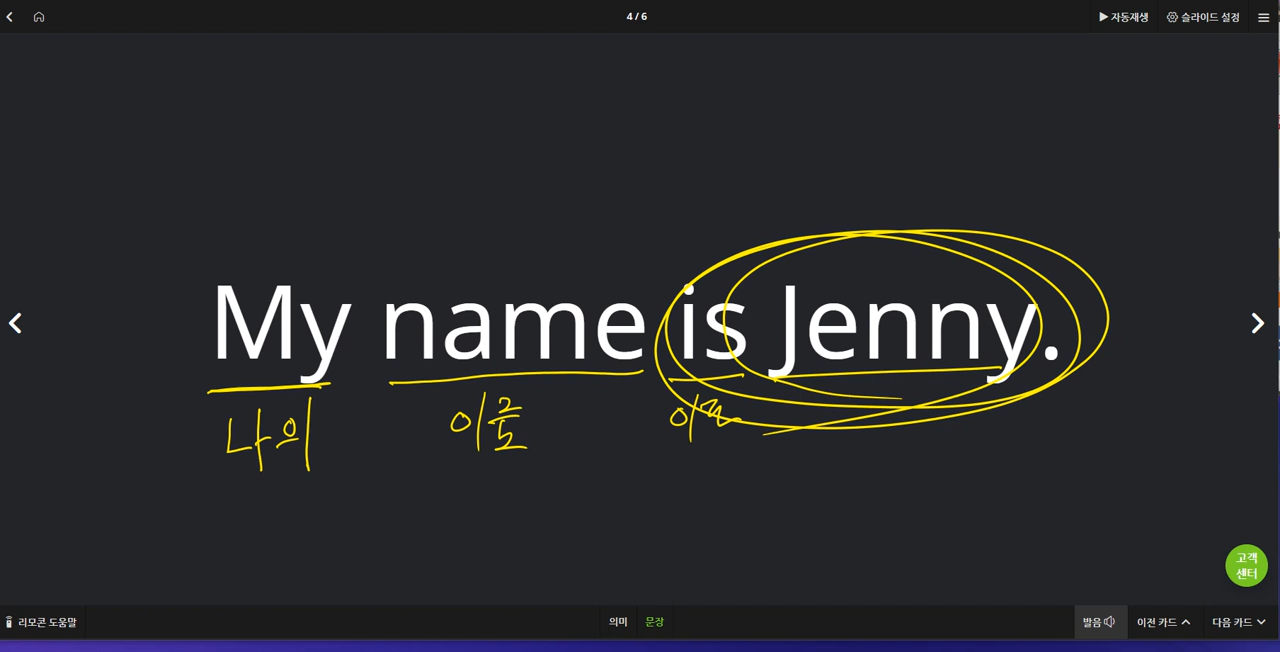 4 / 6
자동재생
슬라이드 설정
My name is Jenny.
나의 이름
고객
센터
리모콘 도움말
의미
문장
발음
이전 카드
다음 카드